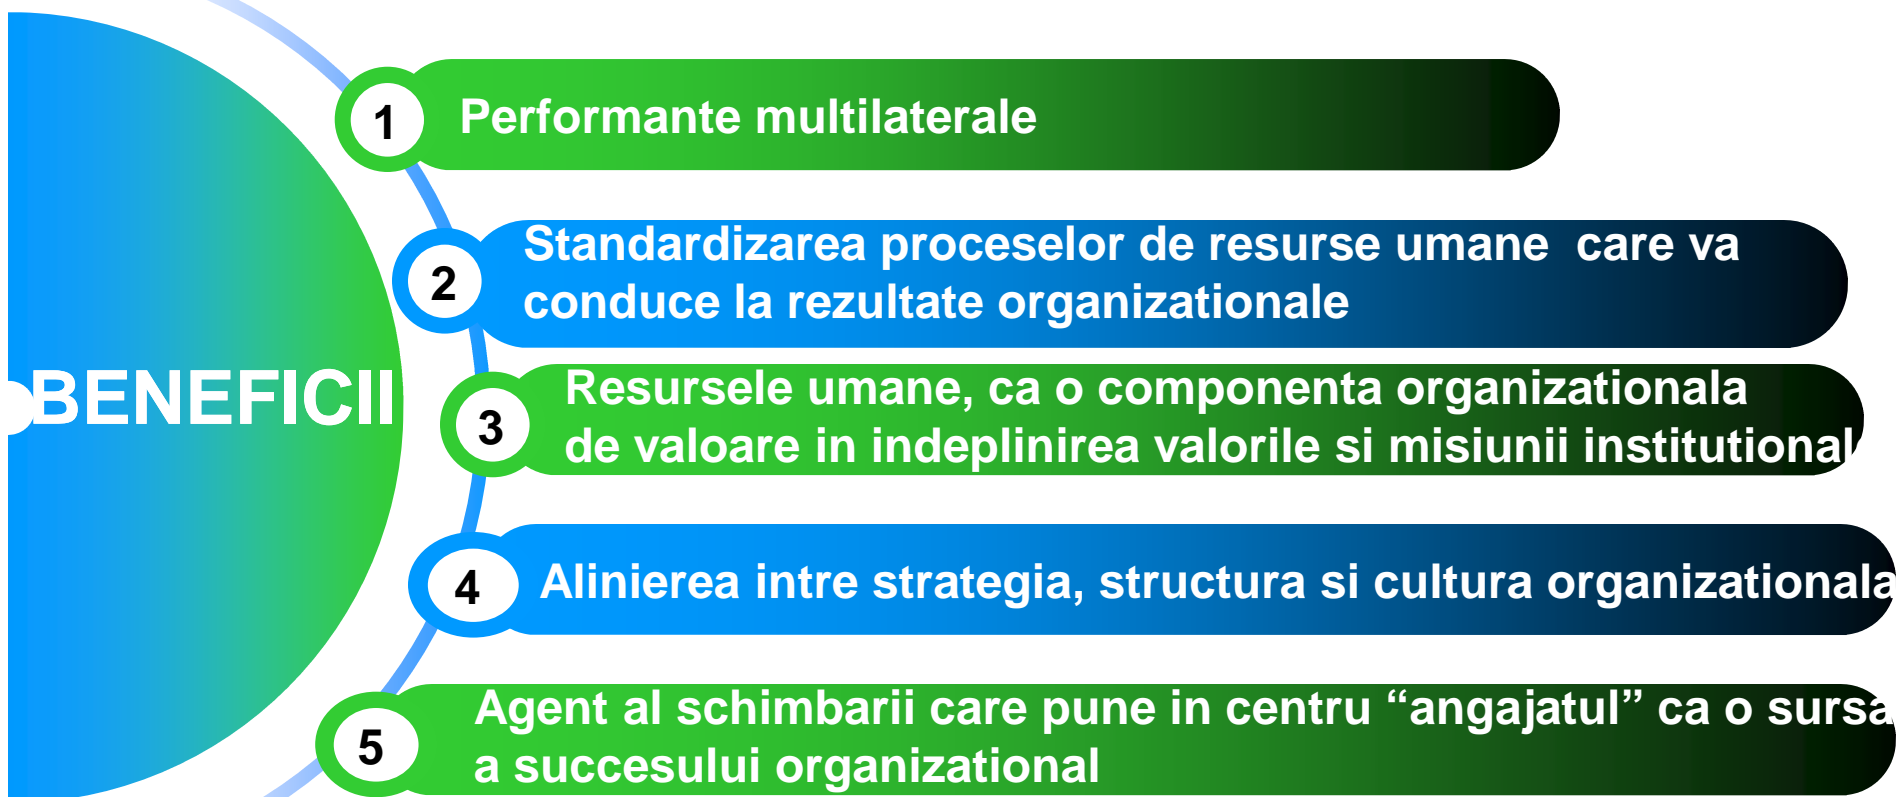 BENEFICII
1
Performante multilaterale
2
Standardizarea proceselor de resurse umane care va
conduce la rezultate organizationale
3
Resursele umane, ca o componenta organizationala
de valoare in indeplinirea valorile si misiunii institutionale
4
Alinierea intre strategia, structura si cultura organizationala
5
Agent al schimbarii care pune in centru “angajatul” ca o sursa
a succesului organizational